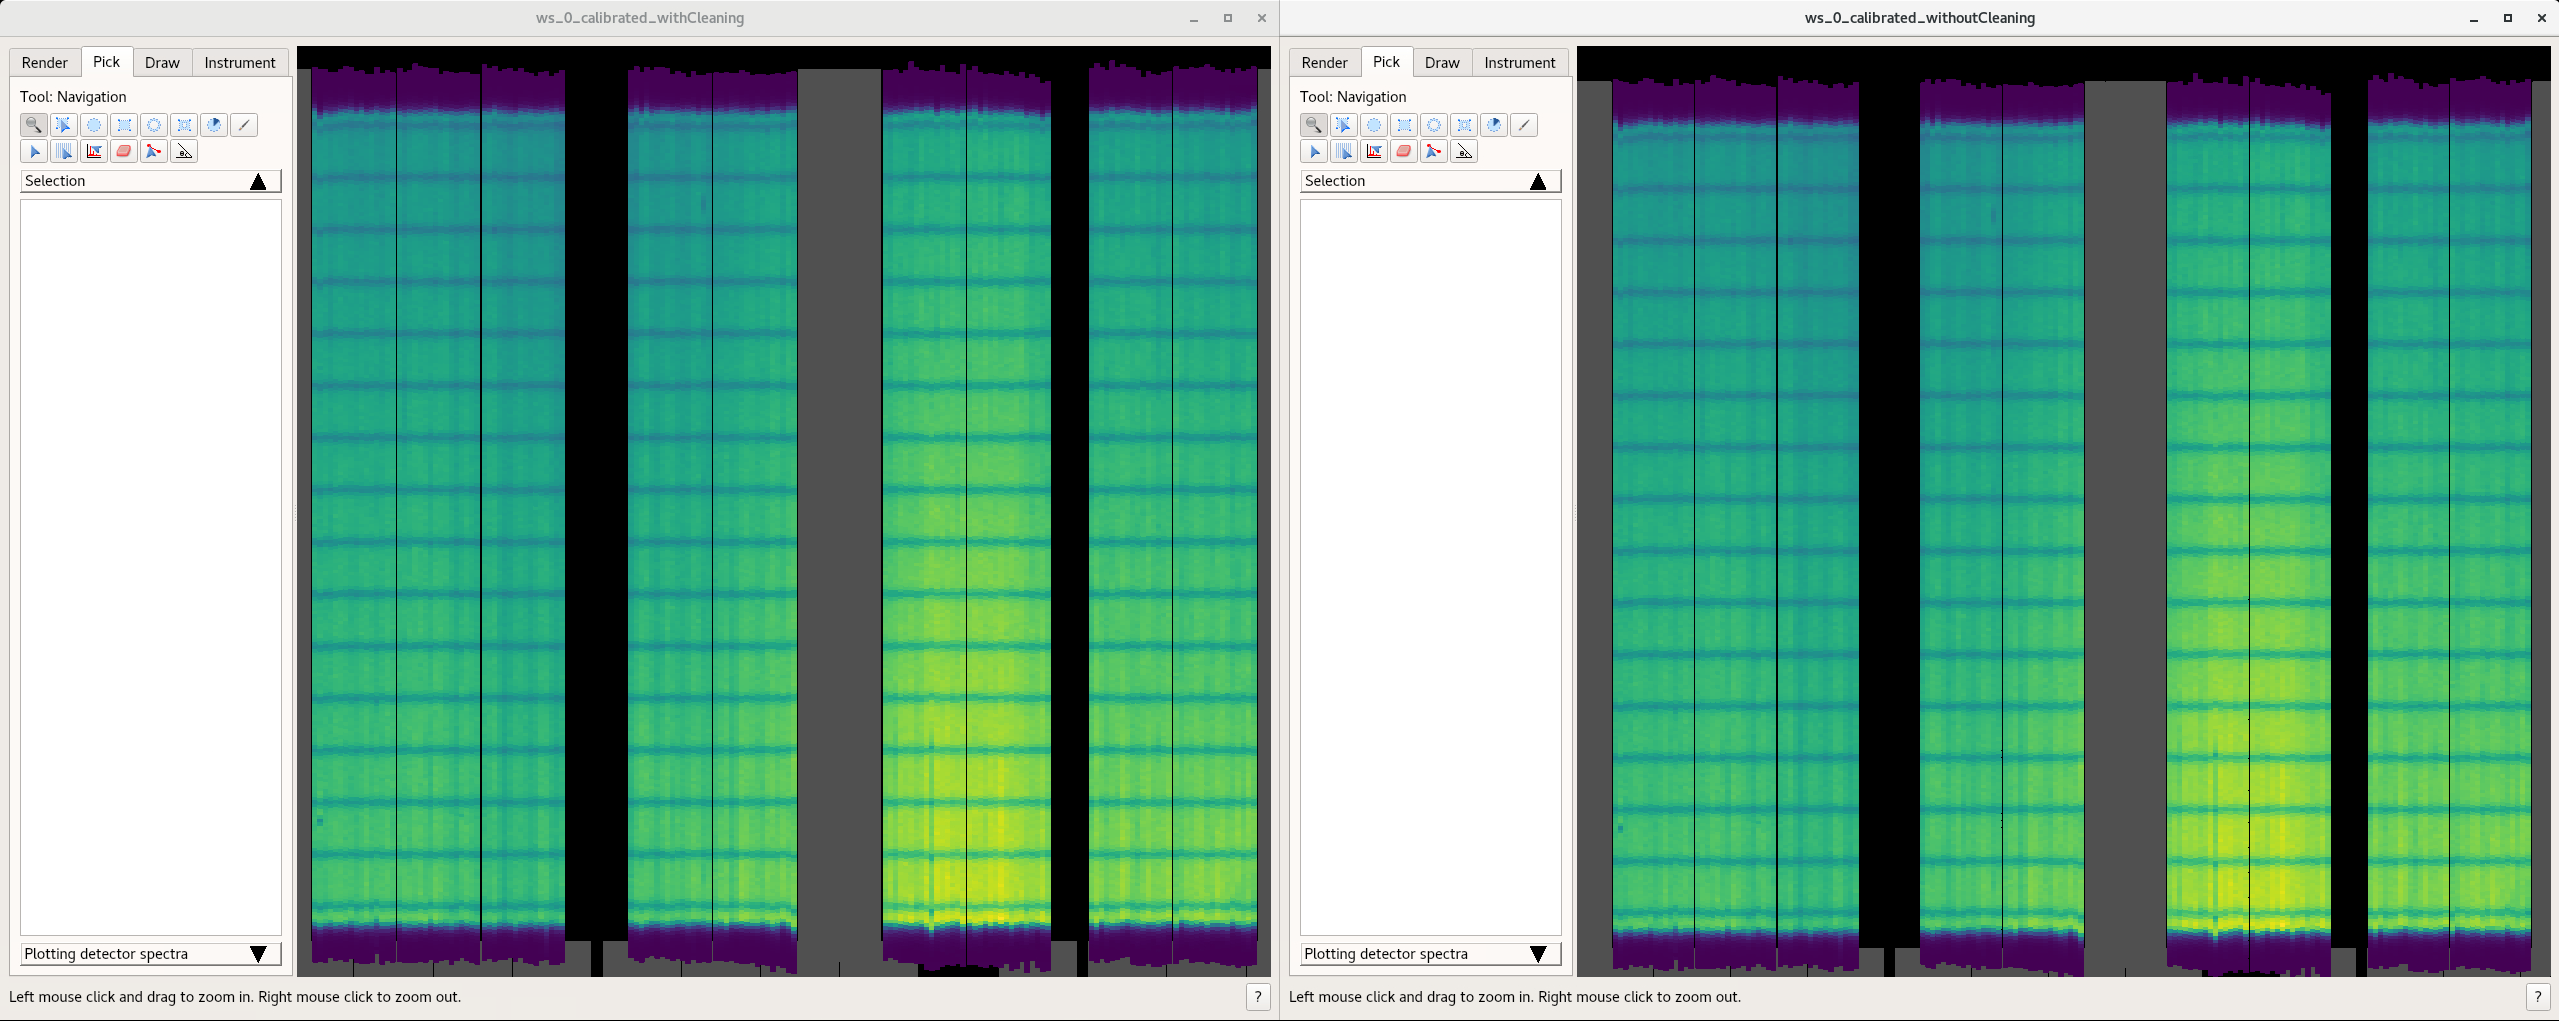 ws_0_calibrated_withCleaning
Render Pick Draw Instrument
Tool: Navigation
Selection
Plotting detector spectra
Left mouse click and drag to zoom in. Right mouse click to zoom out.
?
ws_0_calibrated_withoutCleaning
Render Pick Draw Instrument
Tool: Navigation
Selection
Plotting detector spectra
Left mouse click and drag to zoom in. Right mouse click to zoom out.
?